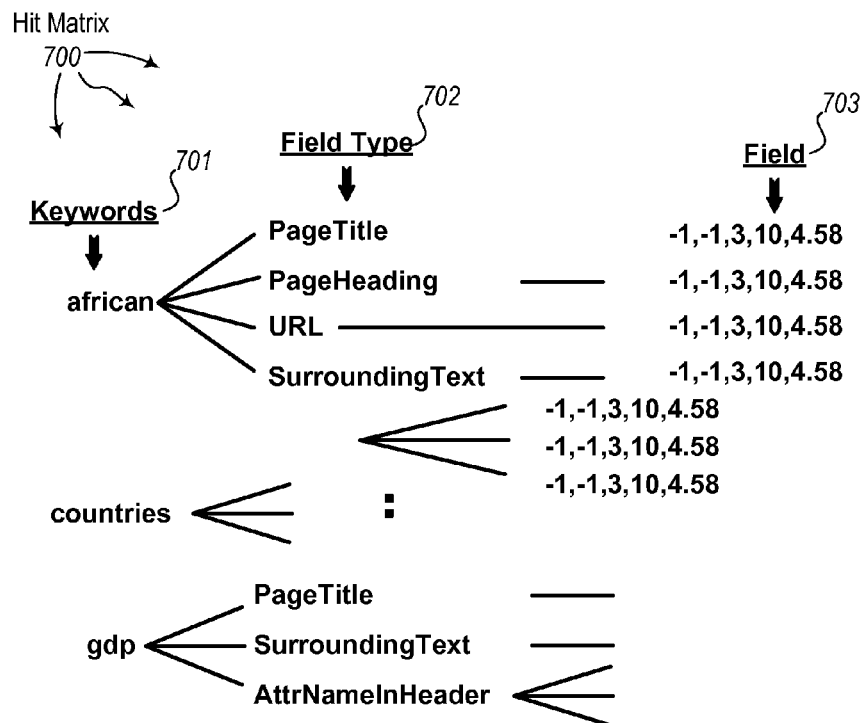 Hit Matrix
700
702
703
Field Type
Field
701
Keywords
PageTitle -1,-1,3,10,4.58
PageHeading -1,-1,3,10,4.58
african
URL -1,-1,3,10,4.58
SurroundingText -1,-1,3,10,4.58
-1,-1,3,10,4.58
-1,-1,3,10,4.58
-1,-1,3,10,4.58
countries :
PageTitle
gdp SurroundingText
AttrNameInHeader